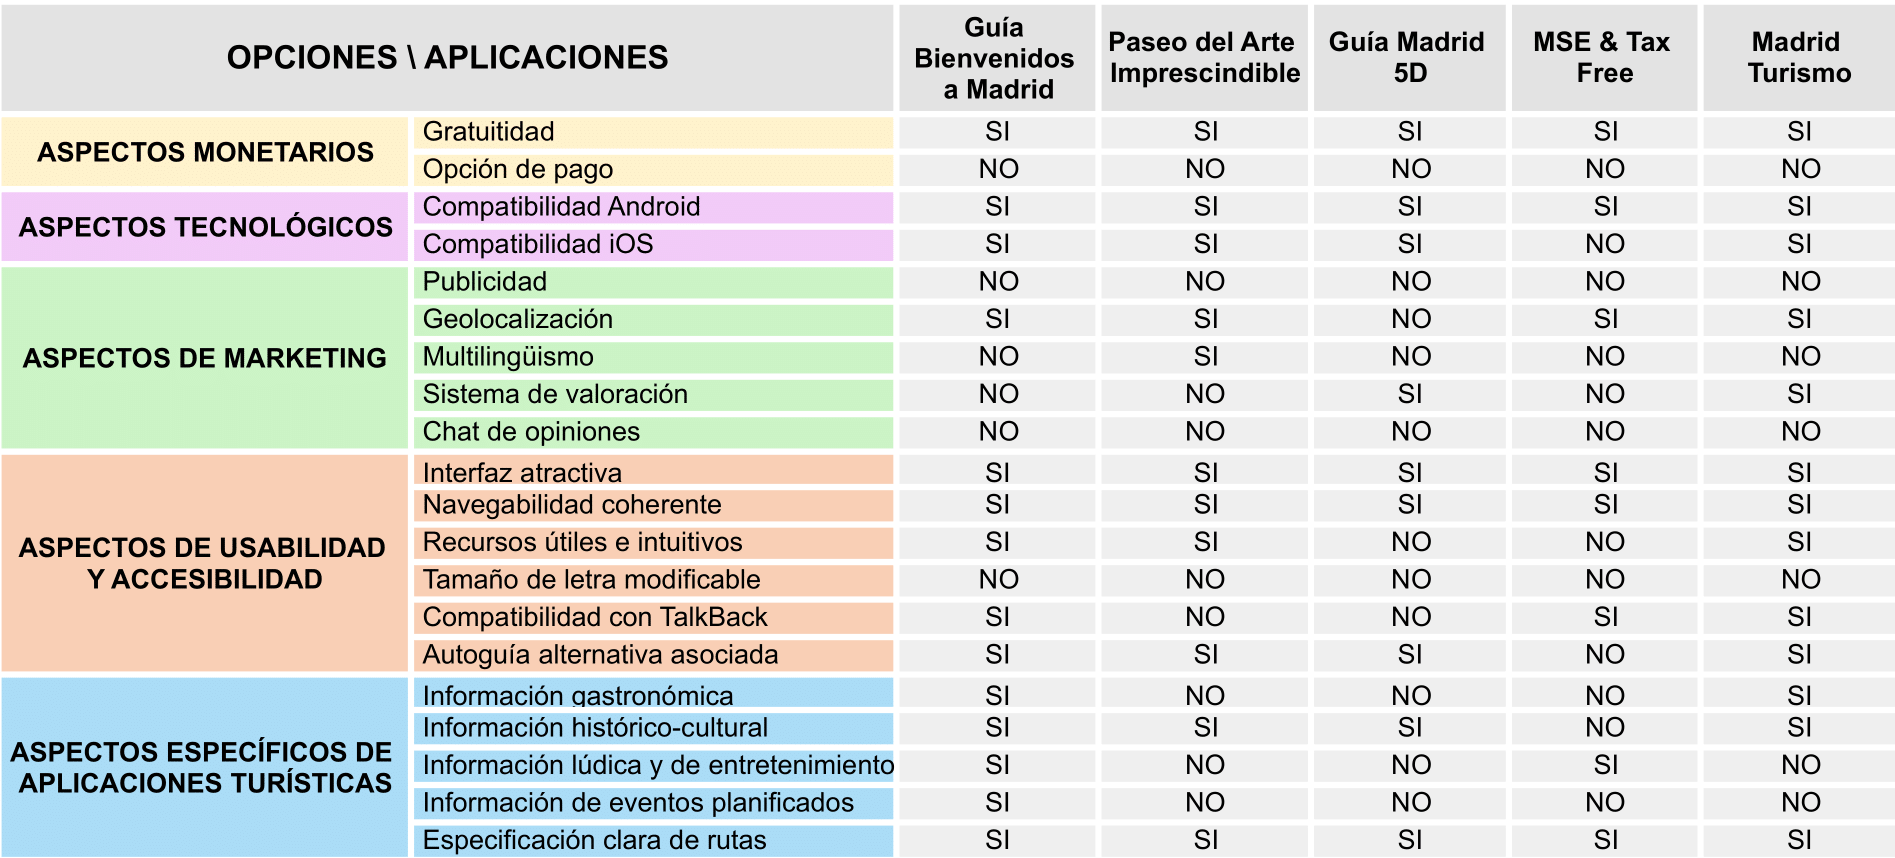 OPCIONES \ APLICACIONES
Guía
Bienvenidos
a Madrid
Paseo del Arte
Imprescindible
Guía Madrid
5D
MSE & Tax
Free
Madrid
Turismo
ASPECTOS MONETARIOS
Gratuitidad SI SI SI SI SI
Opción de pago NO NO NO NO NO
ASPECTOS TECNOLÓGICOS
Compatibilidad Android SI SI SI SI SI
Compatibilidad iOS SI SI SI NO SI
ASPECTOS DE MARKETING
Publicidad NO NO NO NO NO
Geolocalización SI SI NO SI SI
Multilingüismo NO SI NO NO NO
Sistema de valoración NO NO SI NO SI
Chat de opiniones NO NO NO NO NO
ASPECTOS DE USABILIDAD
Y ACCESIBILIDAD
Interfaz atractiva SI SI SI SI SI
Navegabilidad coherente SI SI SI SI SI
Recursos útiles e intuitivos SI SI NO NO SI
Tamaño de letra modificable NO NO NO NO NO
Compatibilidad con TalkBack SI NO NO SI SI
Autoguía alternativa asociada SI SI SI NO SI
ASPECTOS ESPECÍFICOS DE
APLICACIONES TURÍSTICAS
Información gastronómica SI NO NO NO SI
Información histórico-cultural SI SI SI NO SI
Información lúdica y de entretenimiento SI NO NO SI NO
Información de eventos planificados SI NO NO NO NO
Especificación clara de rutas SI SI SI SI SI